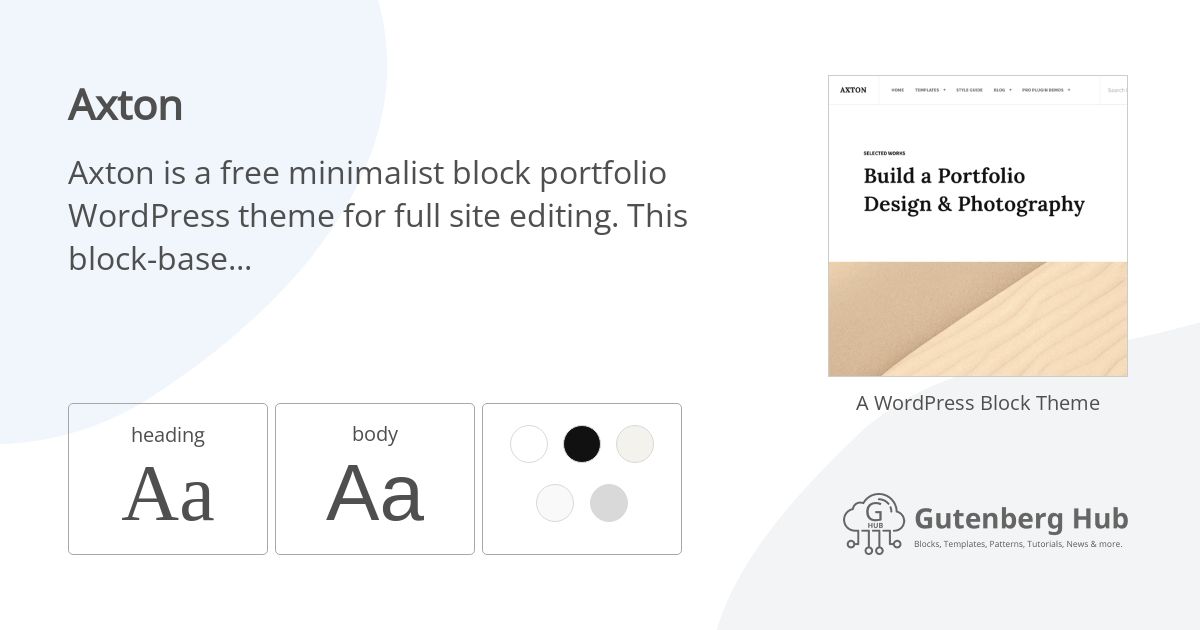 Axton
Axton is a free minimalist block portfolio
WordPress theme for full site editing. This
block-base...
heading
Aa
body
Aa
AXTON
HOME TEMPLATES STYLE GUIDE BLOG PRO PLUGIN DEMOS Search
SELECTED WORKS
Build a Portfolio
Design & Photography
A WordPress Block Theme
G
HUB
Gutenberg Hub
Blocks, Templates, Patterns, Tutorials, News & more.